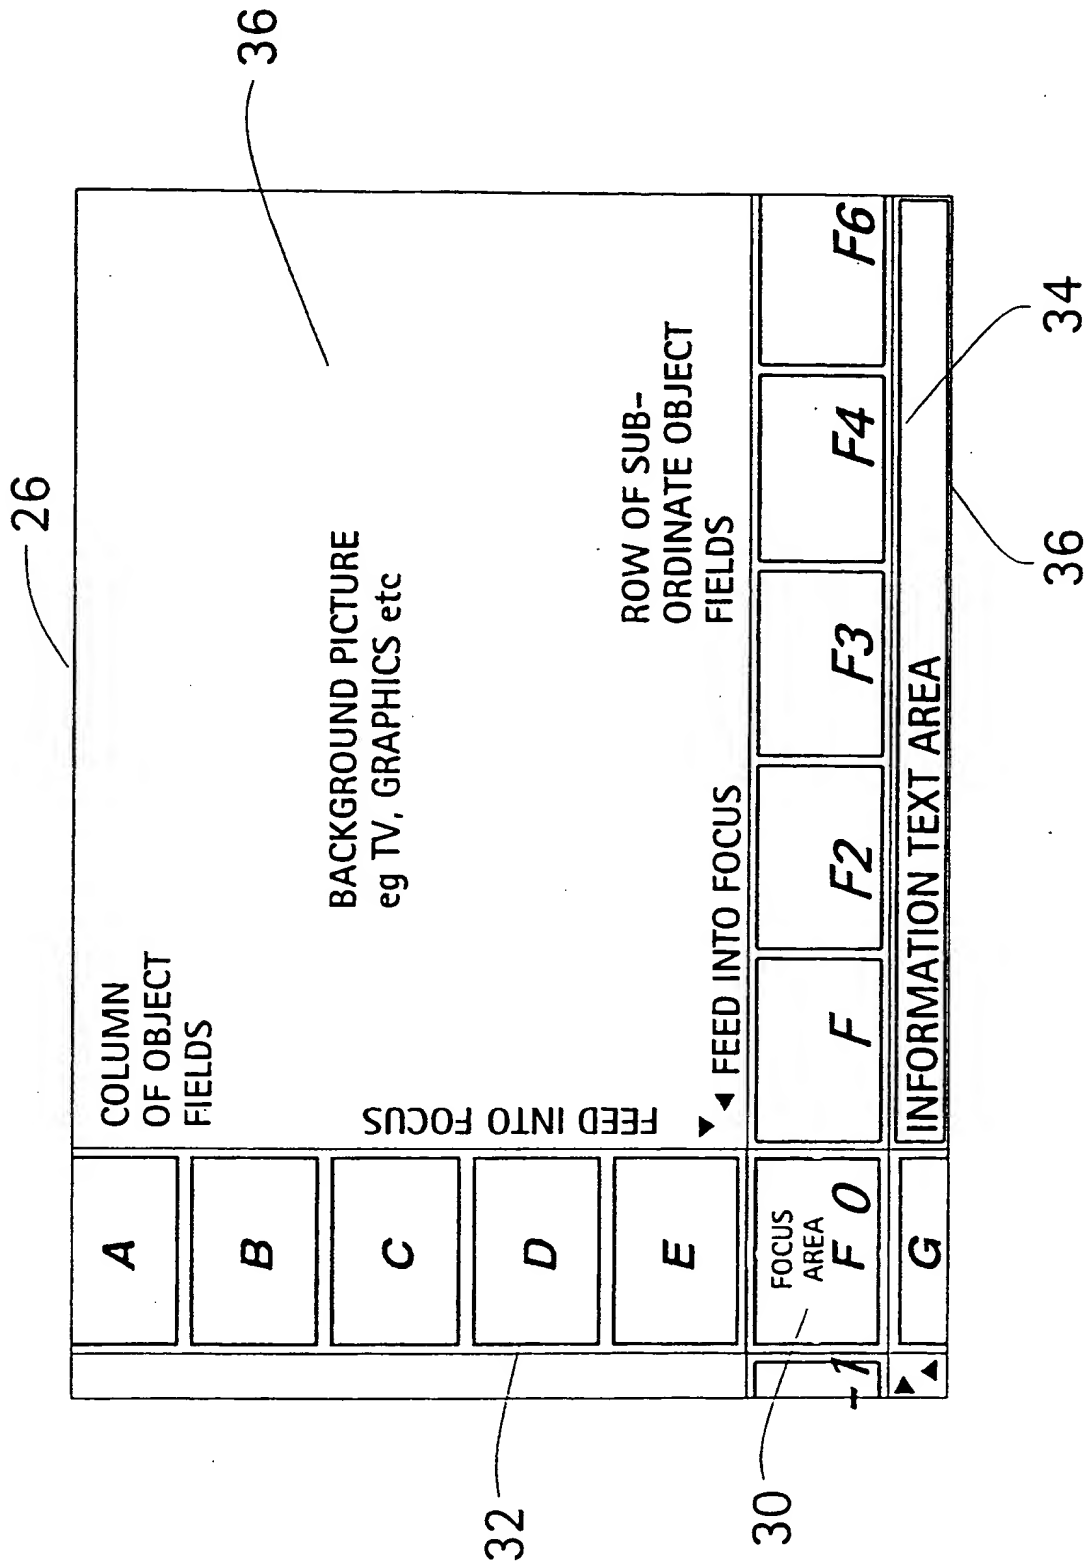 26
36
COLUMN
OF OBJECT
FIELDS
BACKGROUND PICTURE
eg TV, GRAPHICS etc
ROW OF SUB-
ORDINATE OBJECT
FIELDS
FEED INTO FOCUS
◀ FEED INTO FOCUS
A
B
C
D
E
FOCUS
AREA
F 0
-1
F
F2
F3
F4
F6
G
INFORMATION TEXT AREA
32
30
36
34